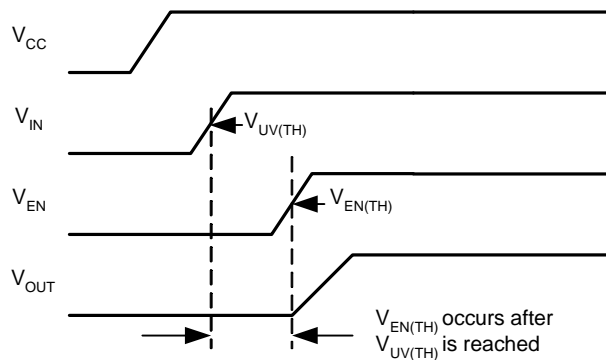 VCC
VIN
VUV(TH)
VEN
VEN(TH)
VOUT
VEN(TH) occurs after
VUV(TH) is reached